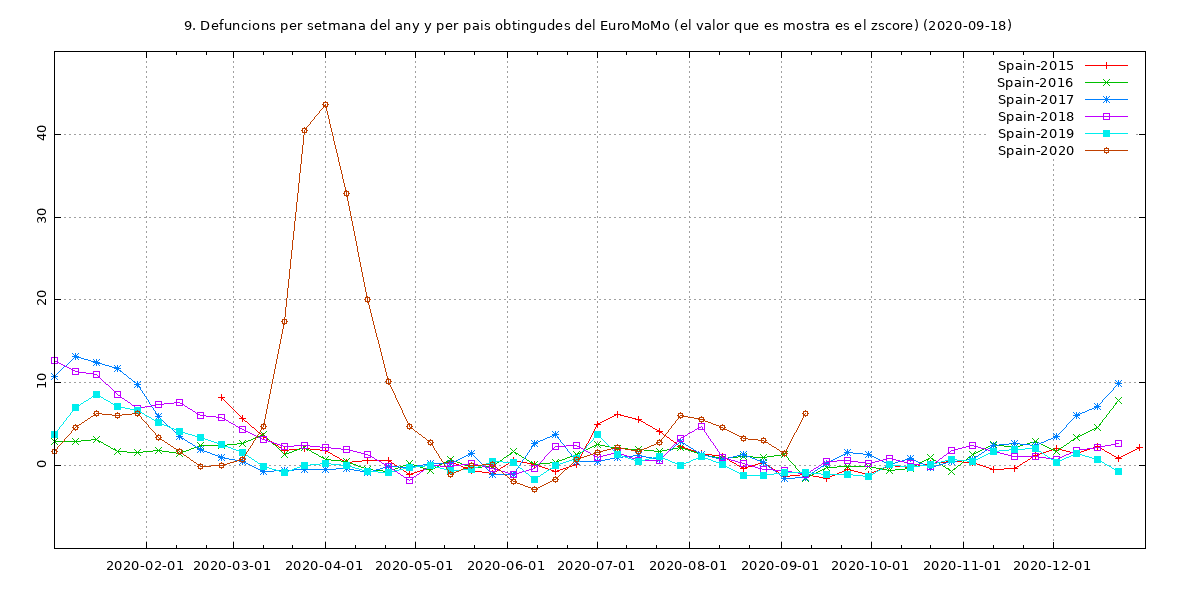 9. Defuncions per setmana del any y per pais obtingudes del EuroMoMo (el valor que es mostra es el zscore) (2020-09-18)
Spain-2015
Spain-2016
Spain-2017
Spain-2018
Spain-2019
Spain-2020
40
30
20
10
0
2020-02-01 2020-03-01 2020-04-01 2020-05-01 2020-06-01 2020-07-01 2020-08-01 2020-09-01 2020-10-01 2020-11-01 2020-12-01